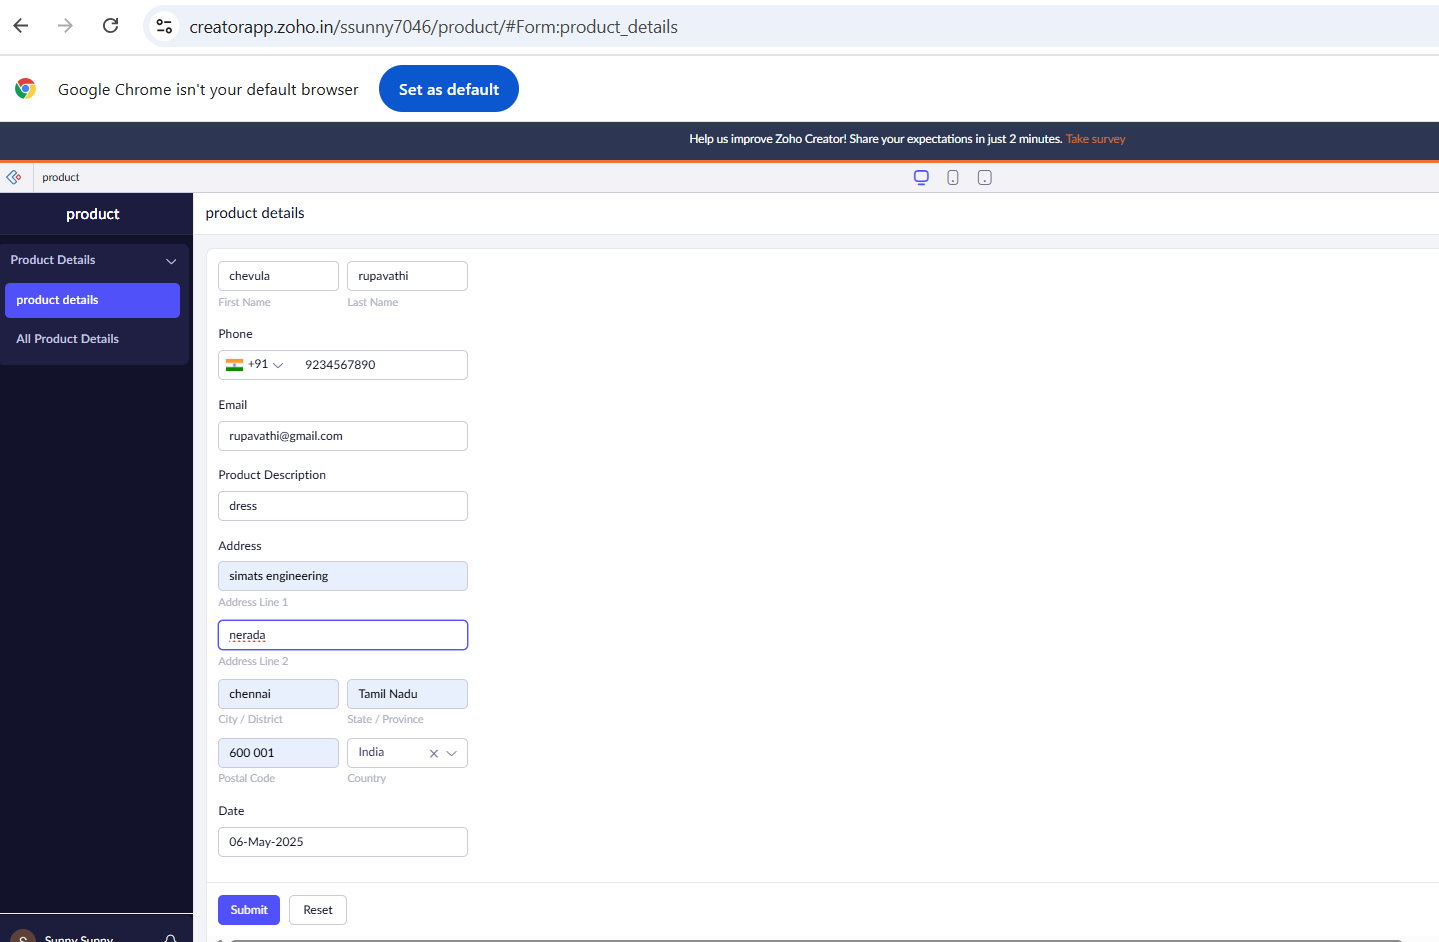 creatorapp.zoho.in/ssunny7046/product/#Form:product_details
Google Chrome isn't your default browser Set as default
Help us improve Zoho Creator! Share your expectations in just 2 minutes. Take survey
product
product
product details
Product Details
product details
All Product Details
chevula rupavathi
First Name Last Name
Phone
+91 9234567890
Email
rupavathi@gmail.com
Product Description
dress
Address
simats engineering
Address Line 1
nerada
Address Line 2
chennai Tamil Nadu
City / District State / Province
600 001 India
Postal Code Country
Date
06-May-2025
Submit Reset
S Sunny Sunny